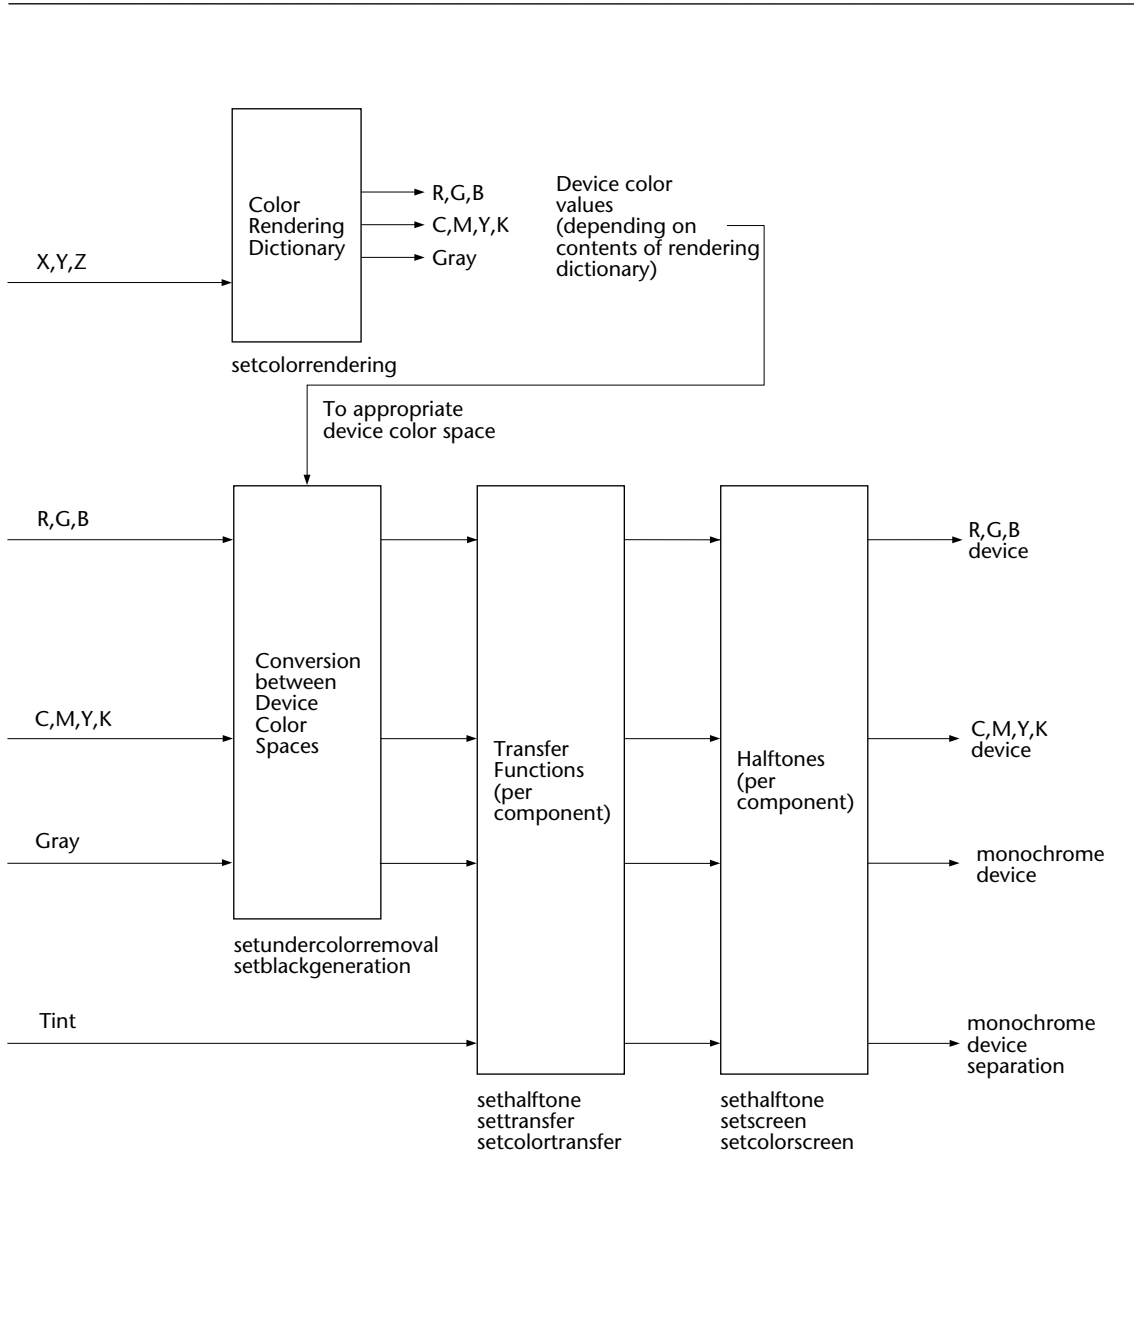 Color
Rendering
Dictionary
R,G,B
C,M,Y,K
Gray
Device color
values
(depending on
contents of rendering
dictionary)
X,Y,Z
setcolorrendering
To appropriate
device color space
R,G,B
C,M,Y,K
Gray
Tint
Conversion
between
Device
Color
Spaces
setundercolorremoval
setblackgeneration
Transfer
Functions
(per
component)
sethalftone
settransfer
setcolortransfer
Halftones
(per
component)
sethalftone
setscreen
setcolorscreen
R,G,B
device
C,M,Y,K
device
monochrome
device
monochrome
device
separation